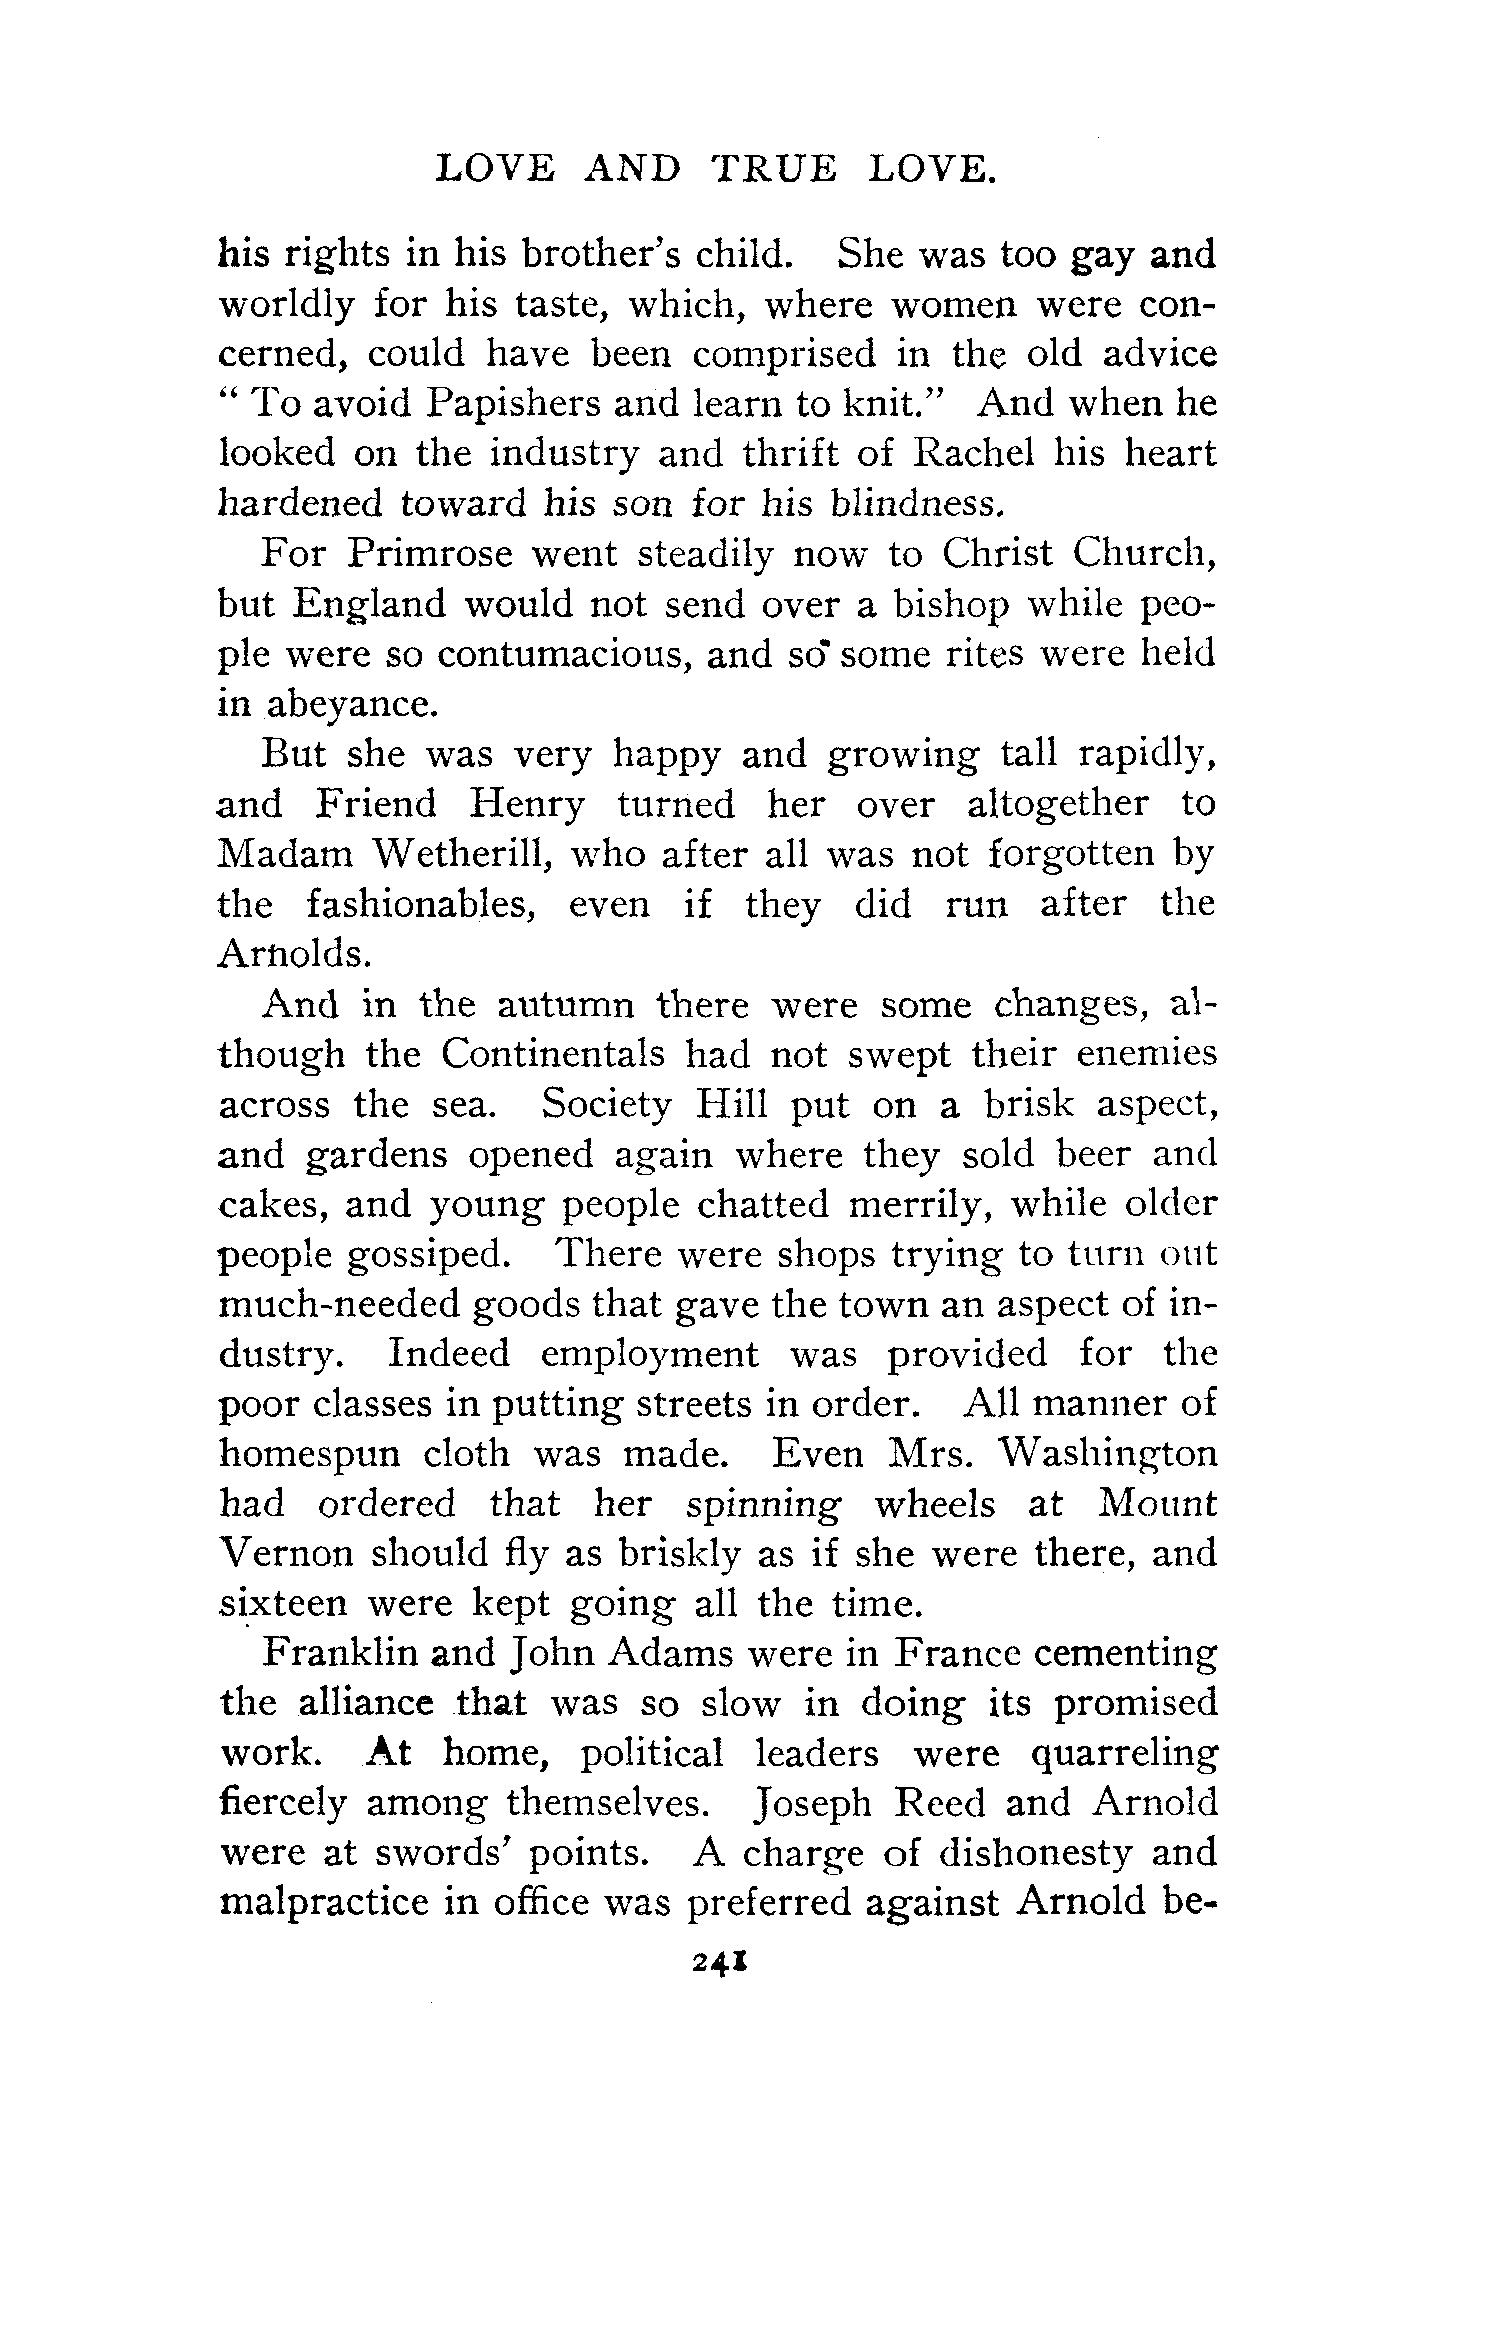 LOVE AND TRUE LOVE.
his rights in his brother's child. She was too gay and
worldly for his taste, which, where women were con-
cerned, could have been comprised in the old advice
" To avoid Papishers and learn to knit." And when he
looked on the industry and thrift of Rachel his heart
hardened toward his son for his blindness.
For Primrose went steadily now to Christ Church,
but England would not send over a bishop while peo-
ple were so contumacious, and so some rites were held
in abeyance.
But she was very happy and growing tall rapidly,
and Friend Henry turned her over altogether to
Madam Wetherill, who after all was not forgotten by
the fashionables, even if they did run after the
Arnolds.
And in the autumn there were some changes, al-
though the Continentals had not swept their enemies
across the sea. Society Hill put on a brisk aspect,
and gardens opened again where they sold beer and
cakes, and young people chatted merrily, while older
people gossiped. There were shops trying to turn out
much-needed goods that gave the town an aspect of in-
dustry. Indeed employment was provided for the
poor classes in putting streets in order. All manner of
homespun cloth was made. Even Mrs. Washington
had ordered that her spinning wheels at Mount
Vernon should fly as briskly as if she were there, and
sixteen were kept going all the time.
Franklin and John Adams were in France cementing
the alliance that was so slow in doing its promised
work. At home, political leaders were quarreling
fiercely among themselves. Joseph Reed and Arnold
were at swords' points. A charge of dishonesty and
malpractice in office was preferred against Arnold be-
241